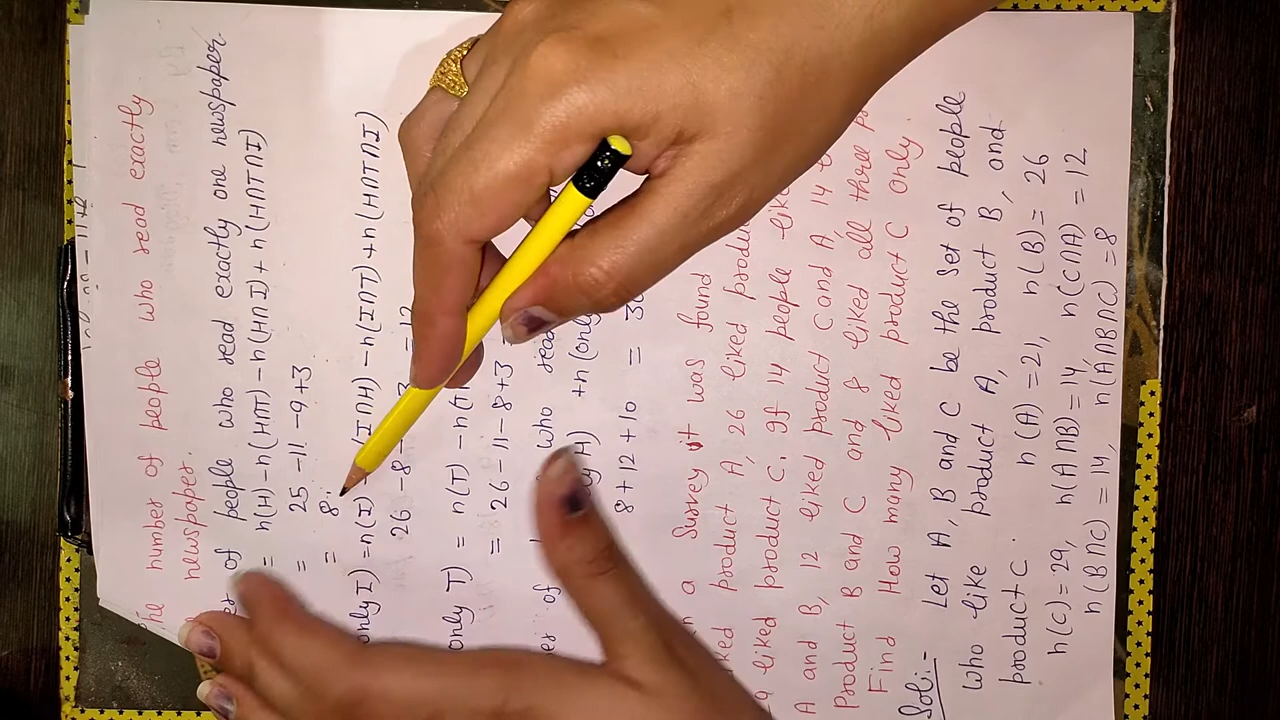 The number of people who read exactly
newspaper.
of people who read exactly one newspaper.
= n(H) - n(H∩T) - n(H∩I) + n(H∩T∩I)
= 25 - 11 - 9 + 3
= 8.
only I) = n(I) - (I∩H) - n(I∩T) + n(H∩T∩I)
26 - 8 - 12
only T) = n(T) - n(T
= 26 - 11 - 8 + 3
of who read
H) + n(only
8 + 12 + 10 = 30
a Survey it was found
liked product A, 26 liked product
liked product C. If 14 people like
A and B, 12 liked product C and A, 14
product B and C and 8 liked all three
Find How many liked product C only.
Sol:- Let A, B and C be the set of people
who like product A, product B, and
product C. n(A) = 21, n(B) = 26
n(C) = 29, n(A∩B) = 14, n(C∩A) = 12
n(B∩C) = 14, n(A∩B∩C) = 8